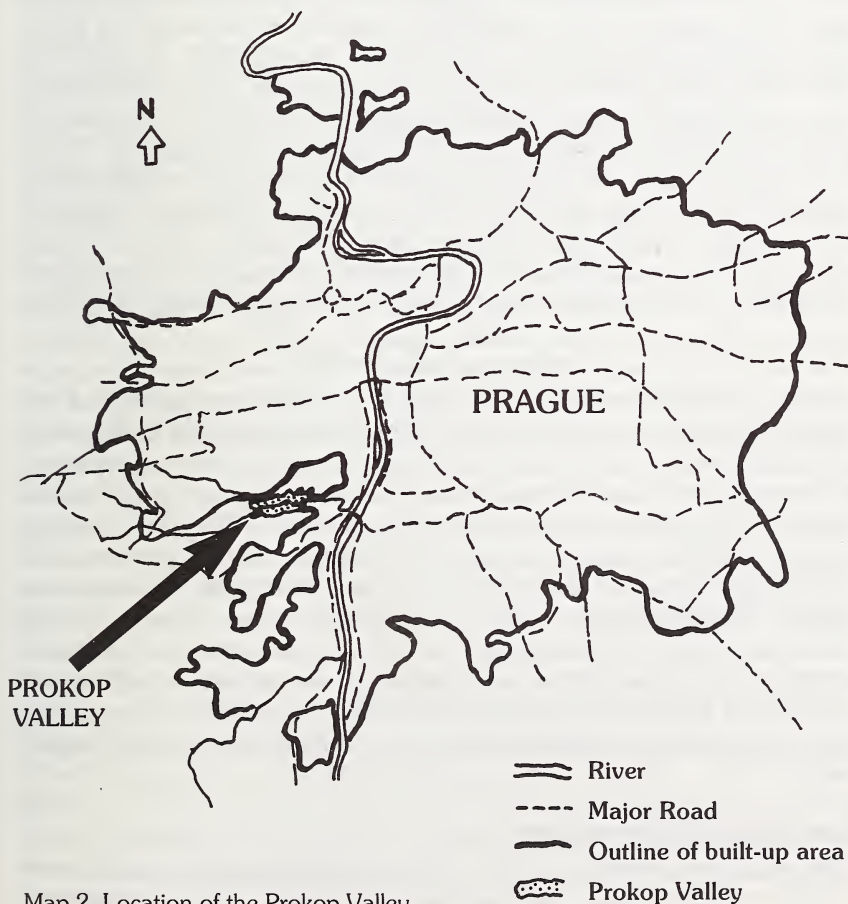 N
PRAGUE
PROKOP
VALLEY
River
Major Road
Outline of built-up area
Prokop Valley
Map 2. Location of the Prokop Valley